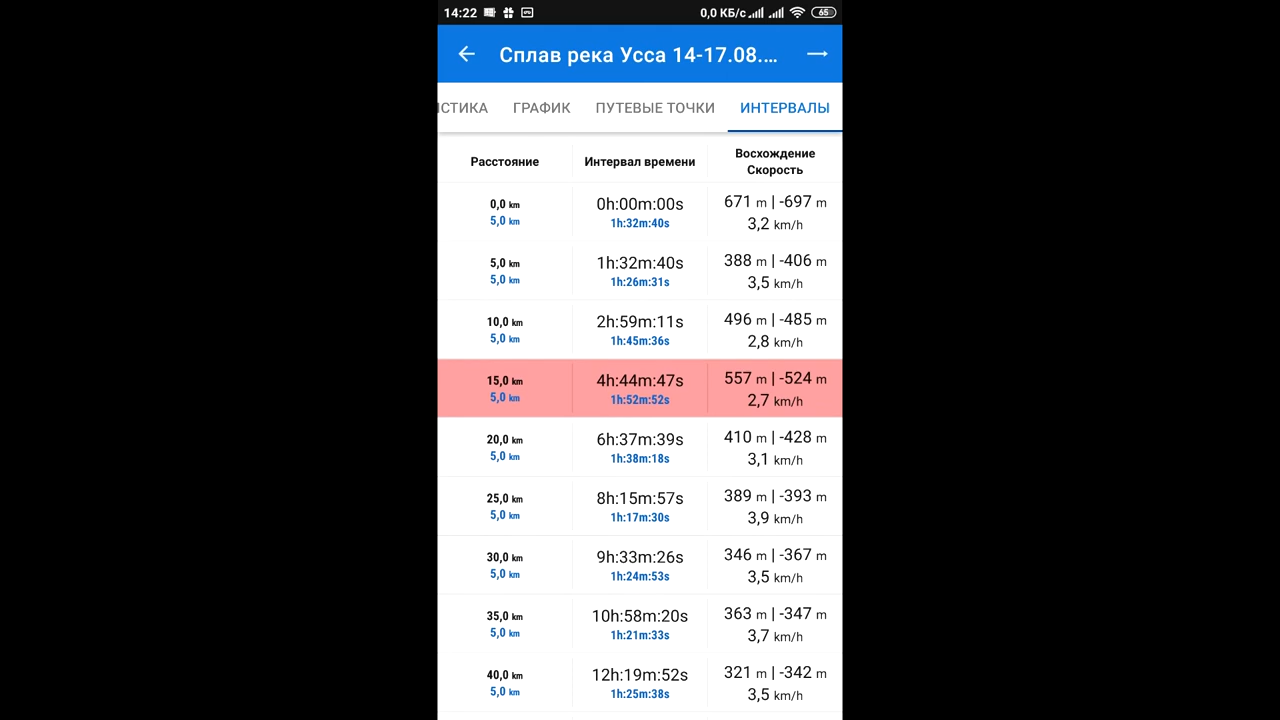 14:22 0,0 КБ/с 65
Сплав река Усса 14-17.08....
СТИКА ГРАФИК ПУТЕВЫЕ ТОЧКИ ИНТЕРВАЛЫ
Расстояние Интервал времени Восхождение
Скорость
0,0 km 0h:00m:00s 671 m | -697 m
5,0 km 1h:32m:40s 3,2 km/h
5,0 km 1h:32m:40s 388 m | -406 m
5,0 km 1h:26m:31s 3,5 km/h
10,0 km 2h:59m:11s 496 m | -485 m
5,0 km 1h:45m:36s 2,8 km/h
15,0 km 4h:44m:47s 557 m | -524 m
5,0 km 1h:52m:52s 2,7 km/h
20,0 km 6h:37m:39s 410 m | -428 m
5,0 km 1h:38m:18s 3,1 km/h
25,0 km 8h:15m:57s 389 m | -393 m
5,0 km 1h:17m:30s 3,9 km/h
30,0 km 9h:33m:26s 346 m | -367 m
5,0 km 1h:24m:53s 3,5 km/h
35,0 km 10h:58m:20s 363 m | -347 m
5,0 km 1h:21m:33s 3,7 km/h
40,0 km 12h:19m:52s 321 m | -342 m
5,0 km 1h:25m:38s 3,5 km/h